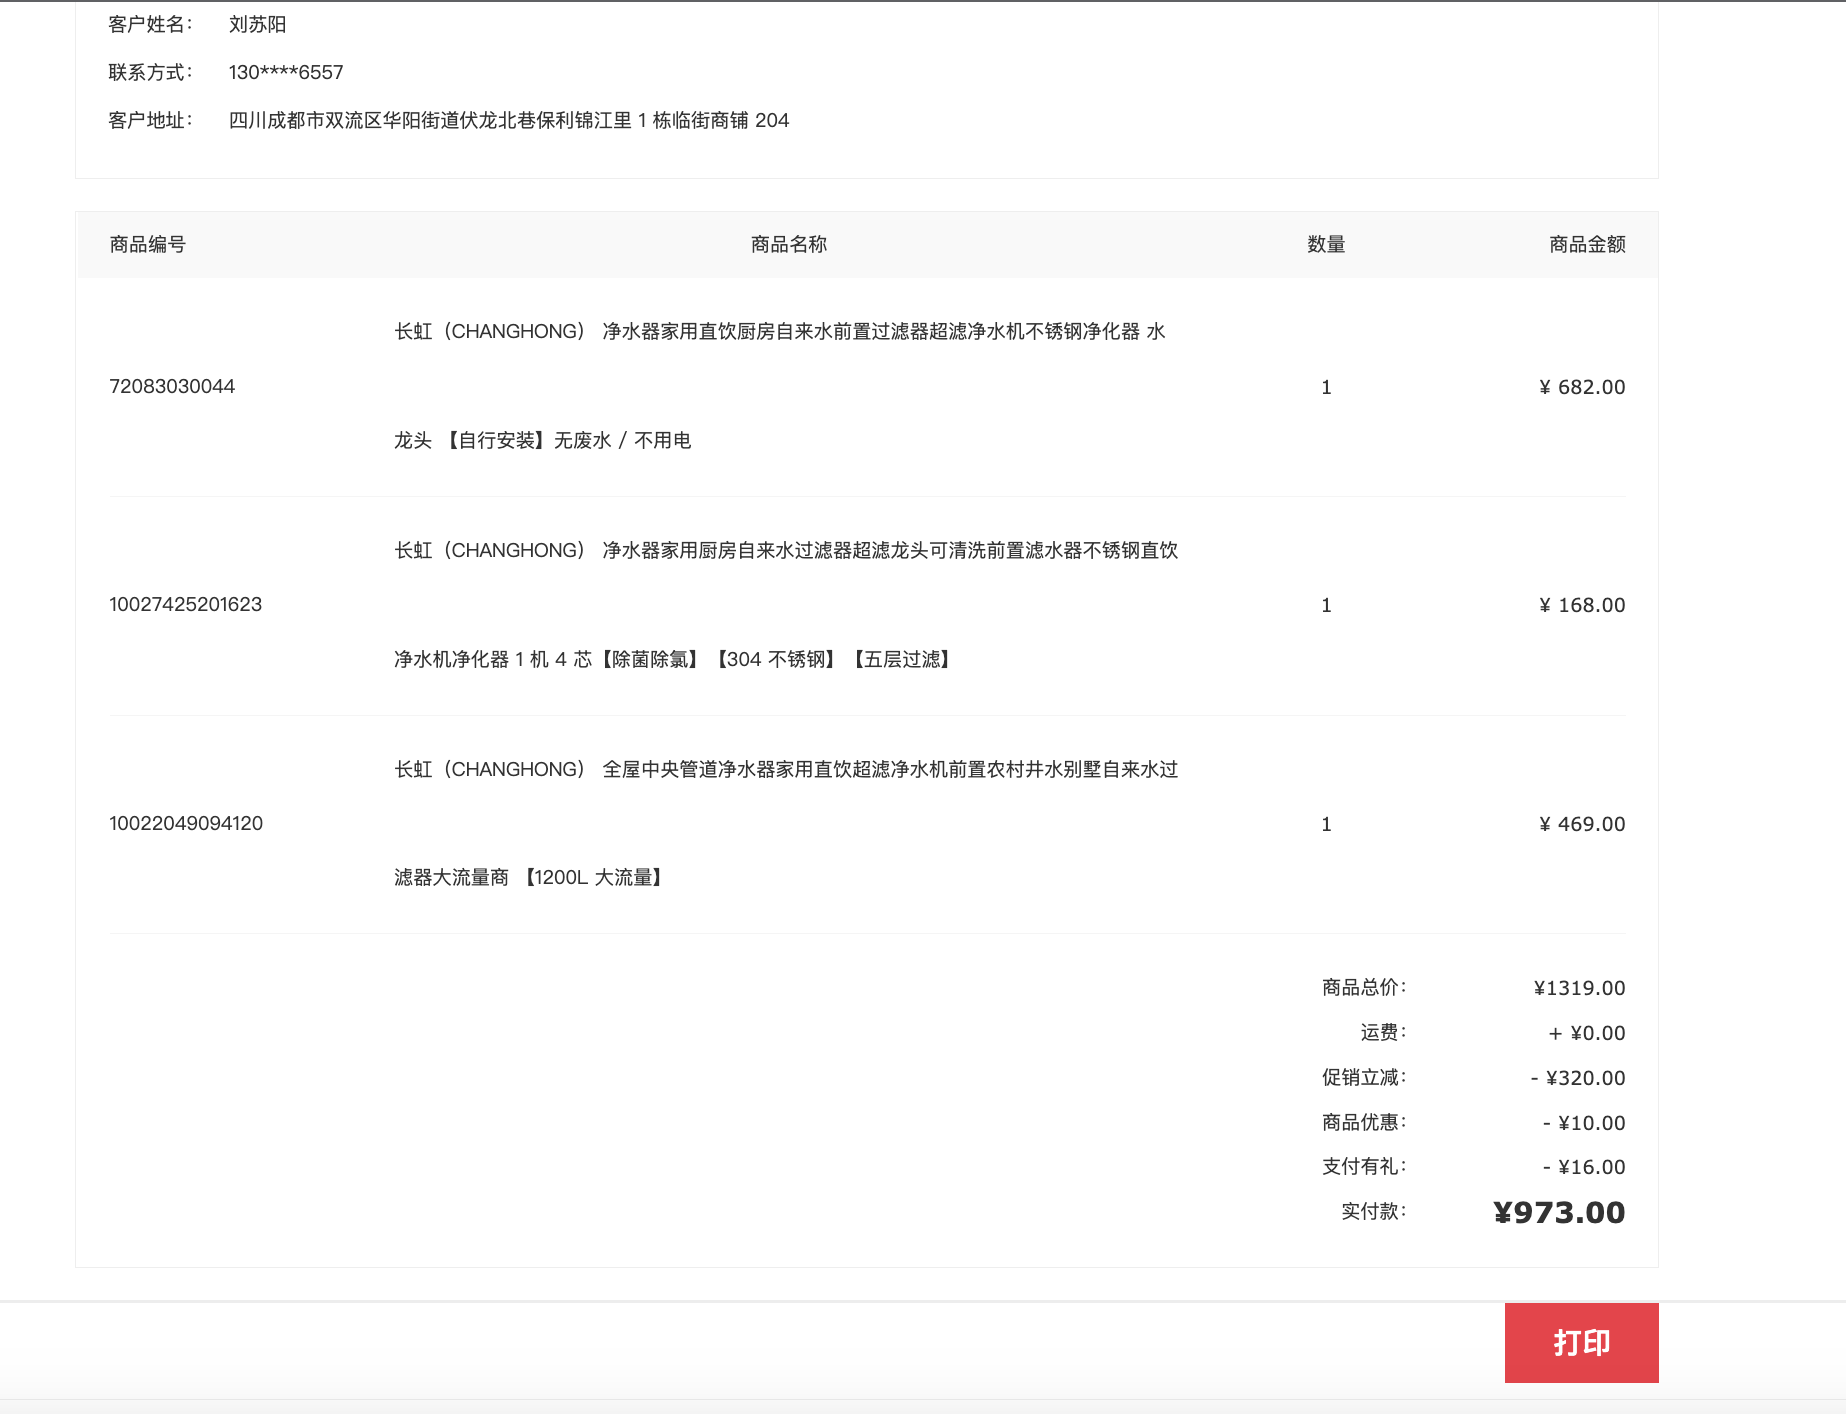 客户姓名： 刘苏阳
联系方式： 130****6557
客户地址： 四川成都市双流区华阳街道伏龙北巷保利锦江里 1 栋临街商铺 204
商品编号 商品名称 数量 商品金额
长虹（CHANGHONG） 净水器家用直饮厨房自来水前置过滤器超滤净水机不锈钢净化器 水
72083030044 1 ¥ 682.00
龙头 【自行安装】无废水 / 不用电
长虹（CHANGHONG） 净水器家用厨房自来水过滤器超滤龙头可清洗前置滤水器不锈钢直饮
10027425201623 1 ¥ 168.00
净水机净化器 1 机 4 芯【除菌除氯】【304 不锈钢】【五层过滤】
长虹（CHANGHONG） 全屋中央管道净水器家用直饮超滤净水机前置农村井水别墅自来水过
10022049094120 1 ¥ 469.00
滤器大流量商 【1200L 大流量】
商品总价： ¥1319.00
运费： + ¥0.00
促销立减： - ¥320.00
商品优惠： - ¥10.00
支付有礼： - ¥16.00
实付款： ¥973.00
打印